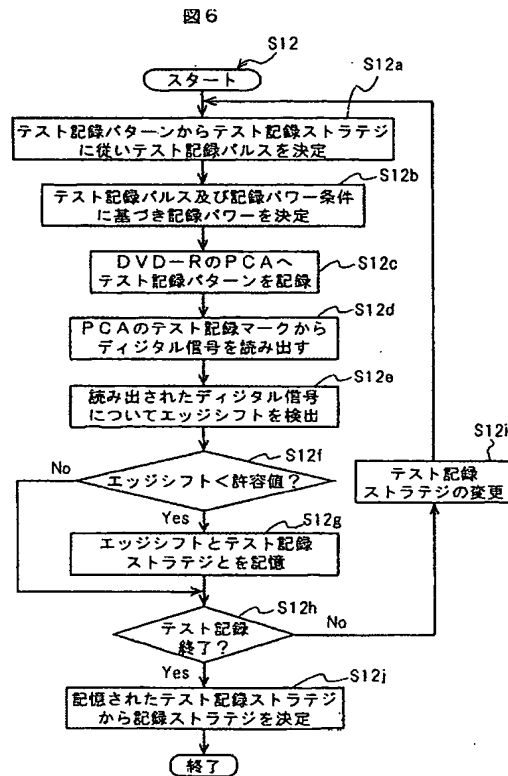 図6
S12
スタート
S12a
テスト記録パターンからテスト記録ストラテジ
に従いテスト記録パルスを決定
S12b
テスト記録パルス及び記録パワー条件
に基づき記録パワーを決定
DVD-RのPCAへ
テスト記録パターンを記録
S12c
PCAのテスト記録マークから
ディジタル信号を読み出す
S12d
S12e
読み出されたディジタル信号
についてエッジシフトを検出
S12f
No
エッジシフト<許容値?
Yes
S12g
エッジシフトとテスト記録
ストラテジとを記憶
テスト記録
ストラテジの変更
S12h
テスト記録
終了?
No
Yes
S12j
記憶されたテスト記録ストラテジ
から記録ストラテジを決定
終了